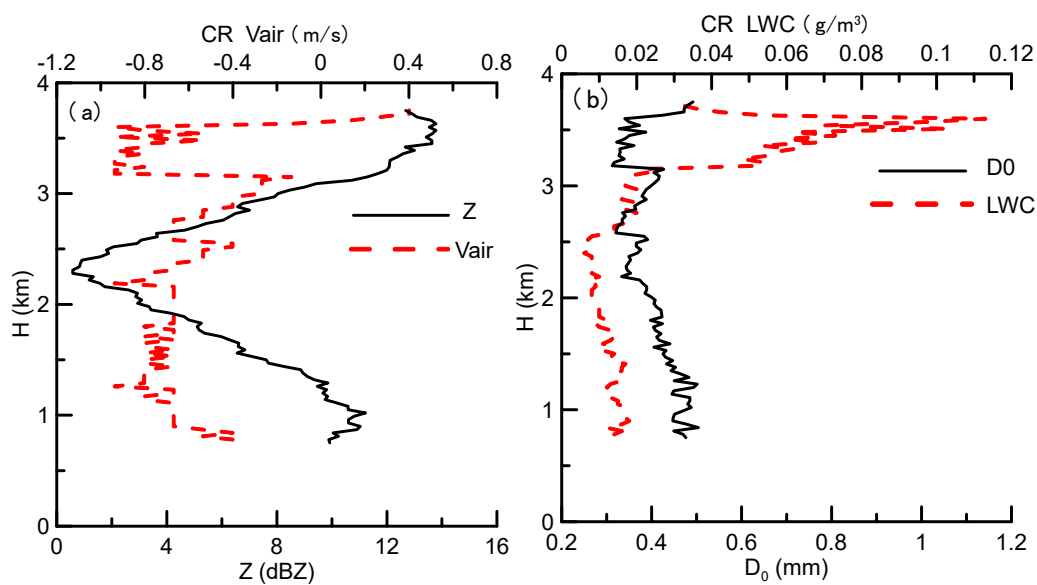 CR Vair（m/s）
-1.2 -0.8 -0.4 0 0.4 0.8
4
3
2
1
0
H (km)
（a）
Z
Vair
0 4 8 12 16
Z (dBZ)
CR LWC（g/m³）
0 0.02 0.04 0.06 0.08 0.1 0.12
4
3
2
1
0
H (km)
（b）
D0
LWC
0.2 0.4 0.6 0.8 1 1.2
D₀ (mm)